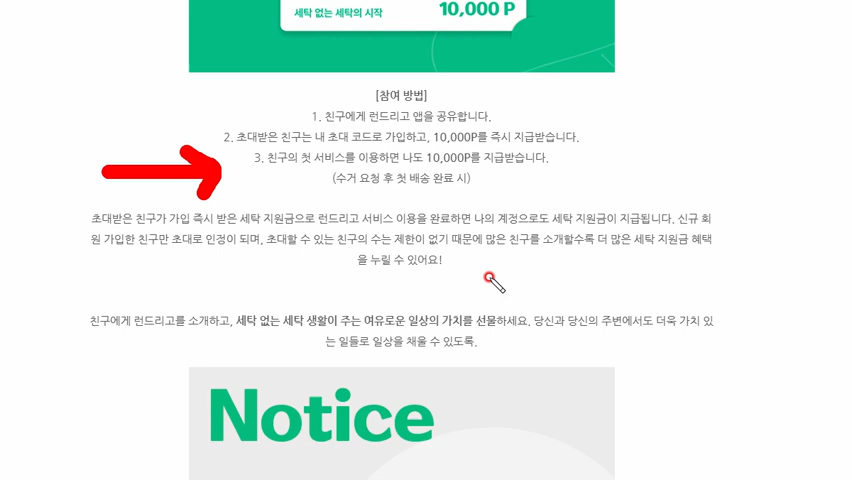 세탁 없는 세탁의 시작 10,000 P
[참여 방법]
1. 친구에게 런드리고 앱을 공유합니다.
2. 초대받은 친구는 내 초대 코드로 가입하고, 10,000P를 즉시 지급받습니다.
3. 친구의 첫 서비스를 이용하면 나도 10,000P를 지급받습니다.
(수거 요청 후 첫 배송 완료 시)
초대받은 친구가 가입 즉시 받은 세탁 지원금으로 런드리고 서비스 이용을 완료하면 나의 계정으로도 세탁 지원금이 지급됩니다. 신규 회
원 가입한 친구만 초대로 인정이 되며, 초대할 수 있는 친구의 수는 제한이 없기 때문에 많은 친구를 소개할수록 더 많은 세탁 지원금 혜택
을 누릴 수 있어요!
친구에게 런드리고를 소개하고, 세탁 없는 세탁 생활이 주는 여유로운 일상의 가치를 선물하세요. 당신과 당신의 주변에서도 더욱 가치 있
는 일들로 일상을 채울 수 있도록.
Notice